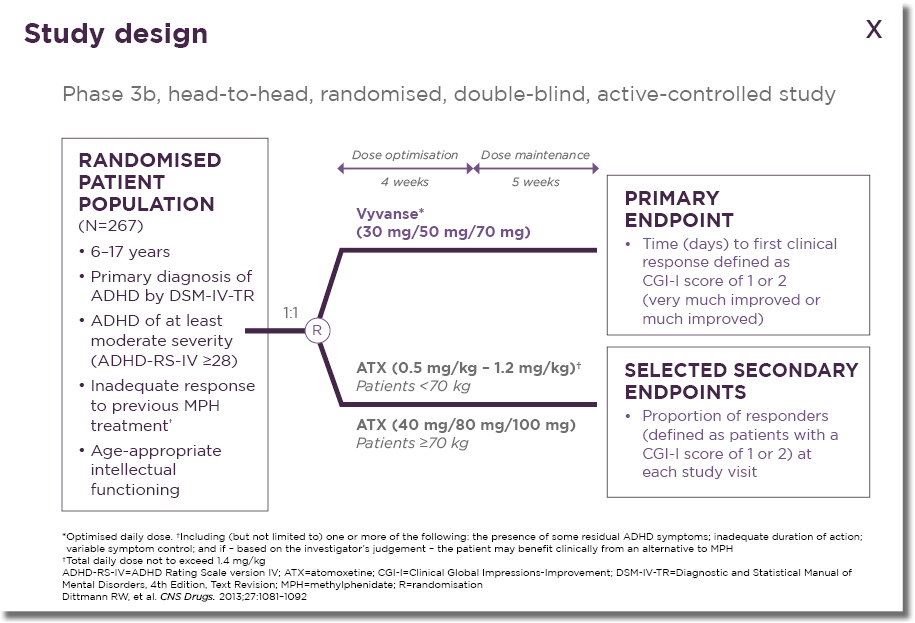 Study design
X
Phase 3b, head-to-head, randomised, double-blind, active-controlled study
RANDOMISED
PATIENT
POPULATION
(N=267)
• 6–17 years
• Primary diagnosis of
ADHD by DSM-IV-TR
• ADHD of at least
moderate severity
(ADHD-RS-IV ≥28)
• Inadequate response
to previous MPH
treatment†
• Age-appropriate
intellectual
functioning
1:1
R
Dose optimisation
Dose maintenance
4 weeks
5 weeks
Vyvanse*
(30 mg/50 mg/70 mg)
ATX (0.5 mg/kg – 1.2 mg/kg)†
Patients <70 kg
ATX (40 mg/80 mg/100 mg)
Patients ≥70 kg
PRIMARY
ENDPOINT
• Time (days) to first clinical
response defined as
CGI-I score of 1 or 2
(very much improved or
much improved)
SELECTED SECONDARY
ENDPOINTS
• Proportion of responders
(defined as patients with a
CGI-I score of 1 or 2) at
each study visit
*Optimised daily dose. †Including (but not limited to) one or more of the following: the presence of some residual ADHD symptoms; inadequate duration of action;
variable symptom control; and if – based on the investigator's judgement – the patient may benefit clinically from an alternative to MPH
†Total daily dose not to exceed 1.4 mg/kg
ADHD-RS-IV=ADHD Rating Scale version IV; ATX=atomoxetine; CGI-I=Clinical Global Impressions-Improvement; DSM-IV-TR=Diagnostic and Statistical Manual of
Mental Disorders, 4th Edition, Text Revision; MPH=methylphenidate; R=randomisation
Dittmann RW, et al. CNS Drugs. 2013;27:1081–1092